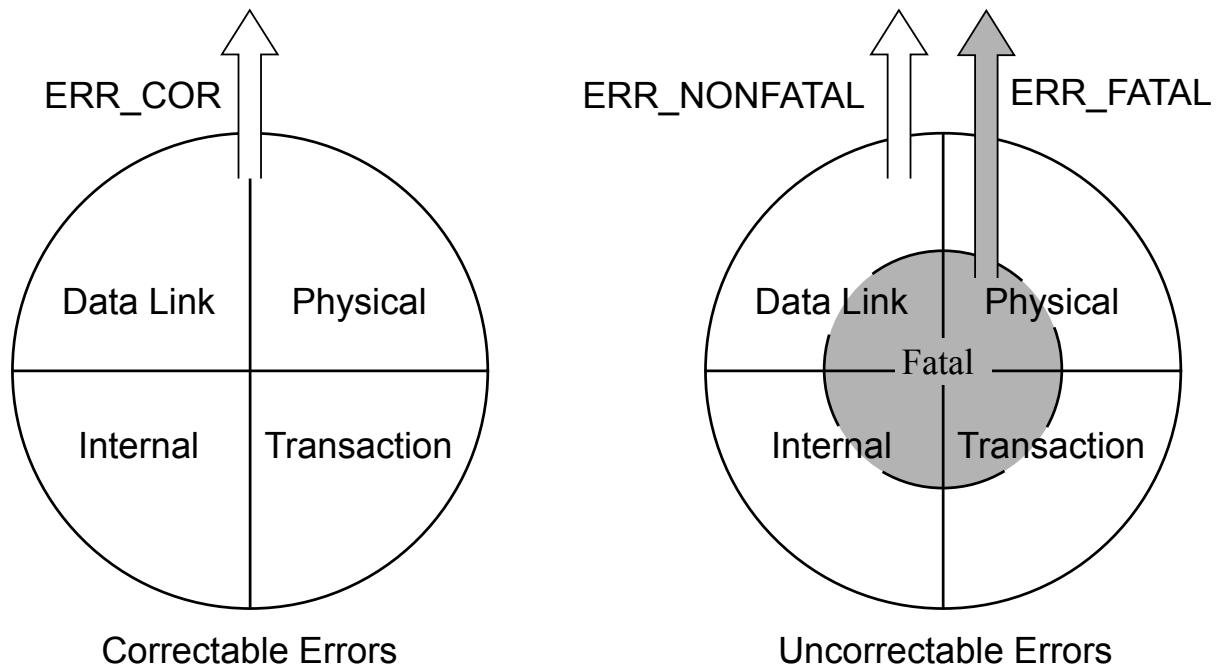 ERR_COR
Data Link
Physical
Internal
Transaction
Correctable Errors
ERR_NONFATAL
ERR_FATAL
Data Link
Physical
Fatal
Internal
Transaction
Uncorrectable Errors